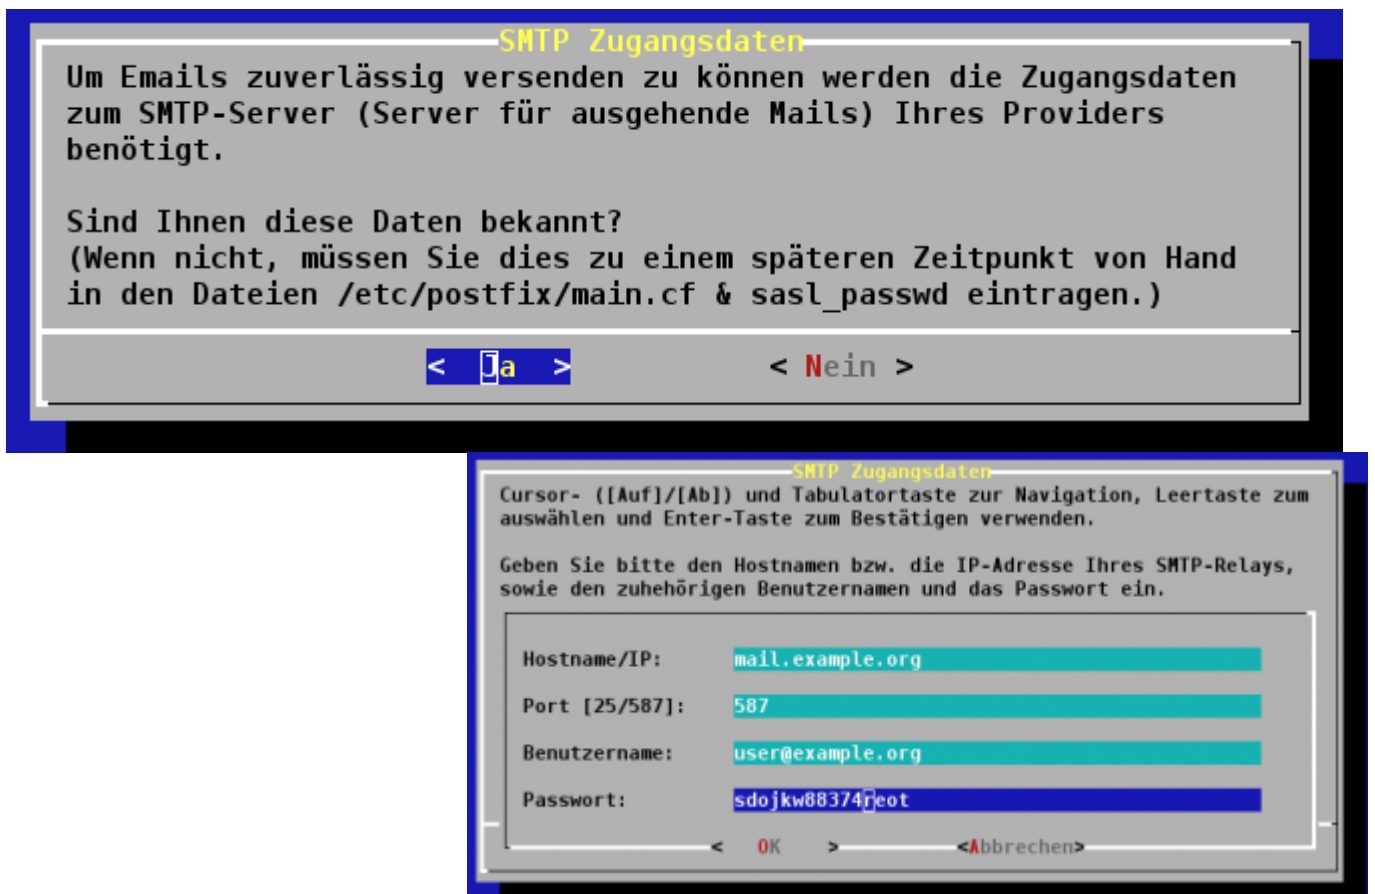 SMTP Zugangsdaten
Um Emails zuverlässig versenden zu können werden die Zugangsdaten
zum SMTP-Server (Server für ausgehende Mails) Ihres Providers
benötigt.
Sind Ihnen diese Daten bekannt?
(Wenn nicht, müssen Sie dies zu einem späteren Zeitpunkt von Hand
in den Dateien /etc/postfix/main.cf & sasl_passwd eintragen.)
< Ja > < Nein >
SMTP Zugangsdaten
Cursor- ([Auf]/[Ab]) und Tabulatortaste zur Navigation, Leertaste zum
auswählen und Enter-Taste zum Bestätigen verwenden.
Geben Sie bitte den Hostnamen bzw. die IP-Adresse Ihres SMTP-Relays,
sowie den zuhehörigen Benutzernamen und das Passwort ein.
Hostname/IP: mail.example.org
Port [25/587]: 587
Benutzername: user@example.org
Passwort: sdojkw88374reot
< OK > <Abbrechen>